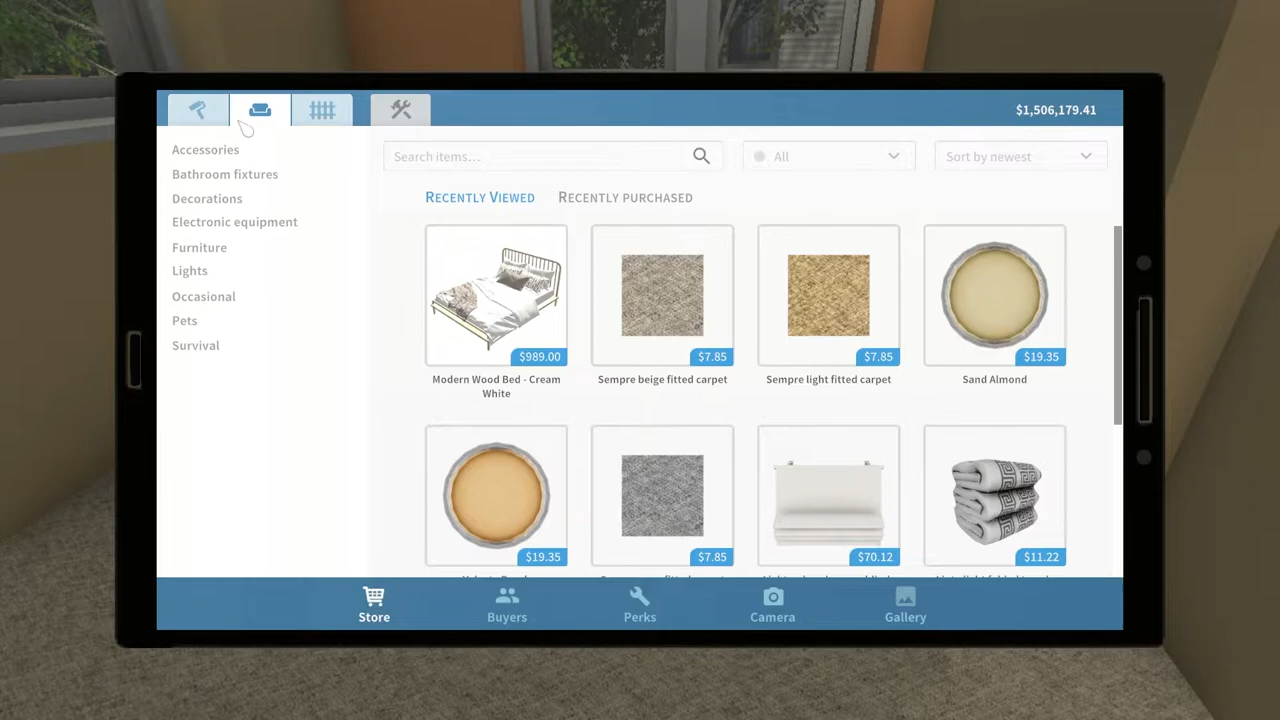 $1,506,179.41
Accessories
Bathroom fixtures
Decorations
Electronic equipment
Furniture
Lights
Occasional
Pets
Survival
Search items...
All
Sort by newest
RECENTLY VIEWED
RECENTLY PURCHASED
$989.00
$7.85
$7.85
$19.35
Modern Wood Bed - Cream
White
Sempre beige fitted carpet
Sempre light fitted carpet
Sand Almond
$19.35
$7.85
$70.12
$11.22
Store
Buyers
Perks
Camera
Gallery